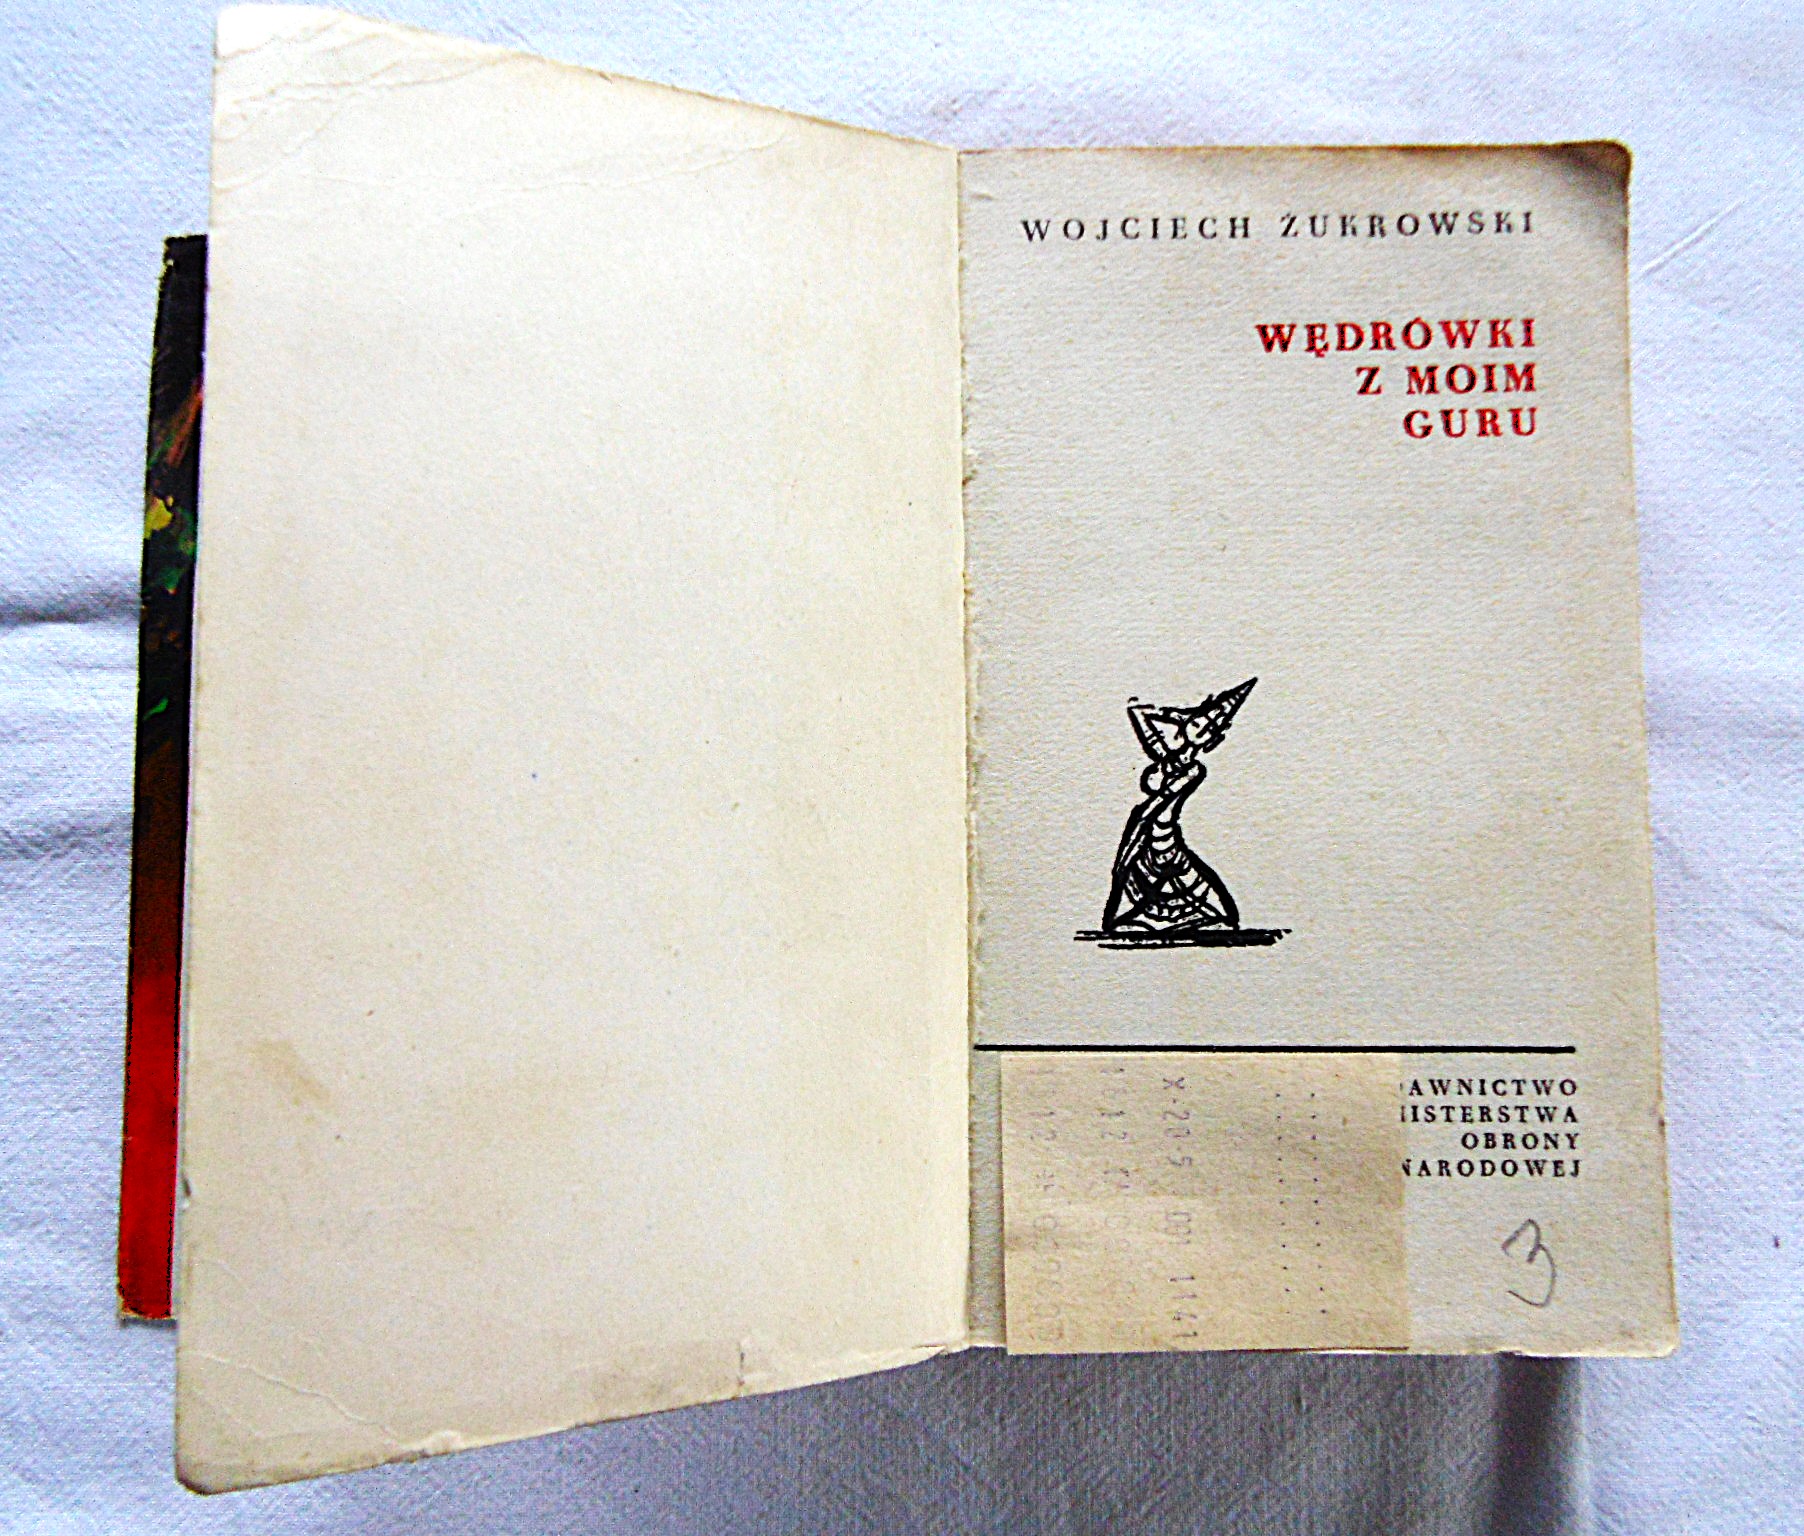 WOJCIECH ŻUKROWSKI
WĘDRÓWKI
Z MOIM
GURU
AWNICTWO
ISTERSTWA
OBRONY
NARODOWEJ
3